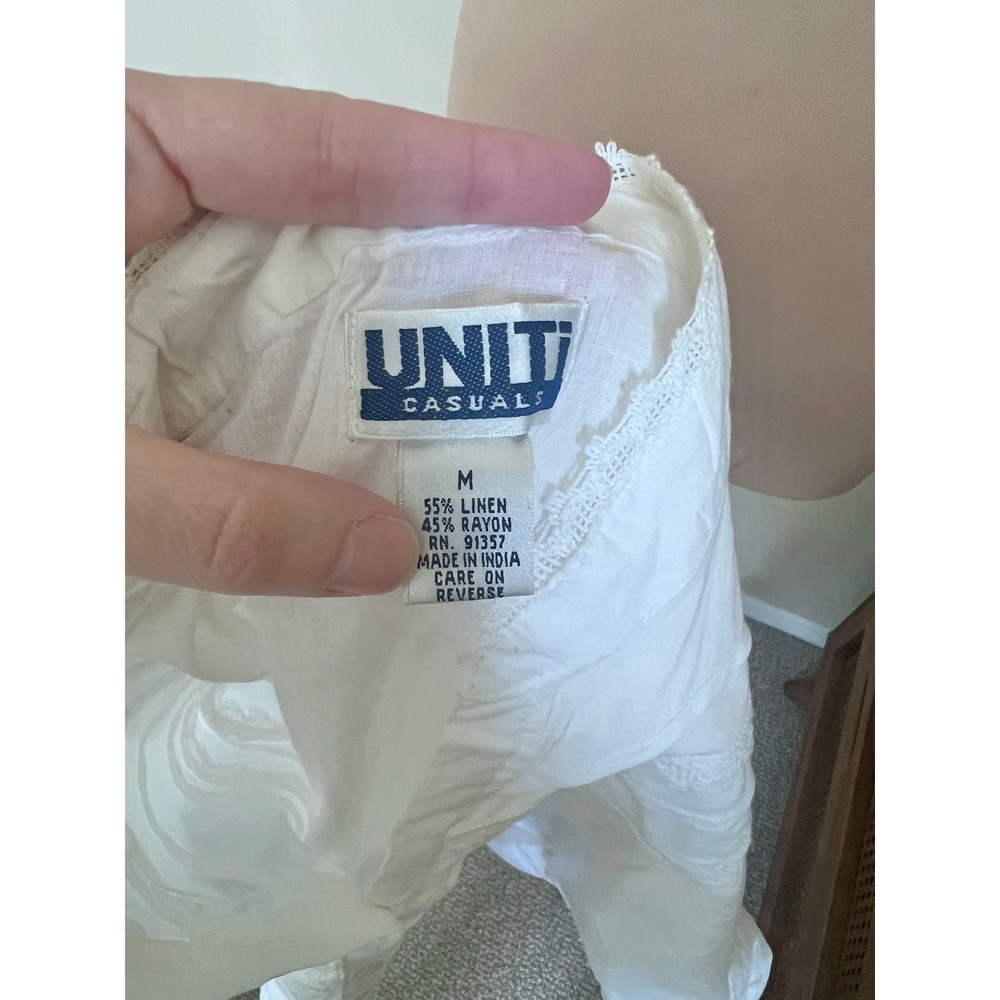 UNITi
CASUALS
M
55% LINEN
45% RAYON
RN. 91357
MADE IN INDIA
CARE ON
REVERSE